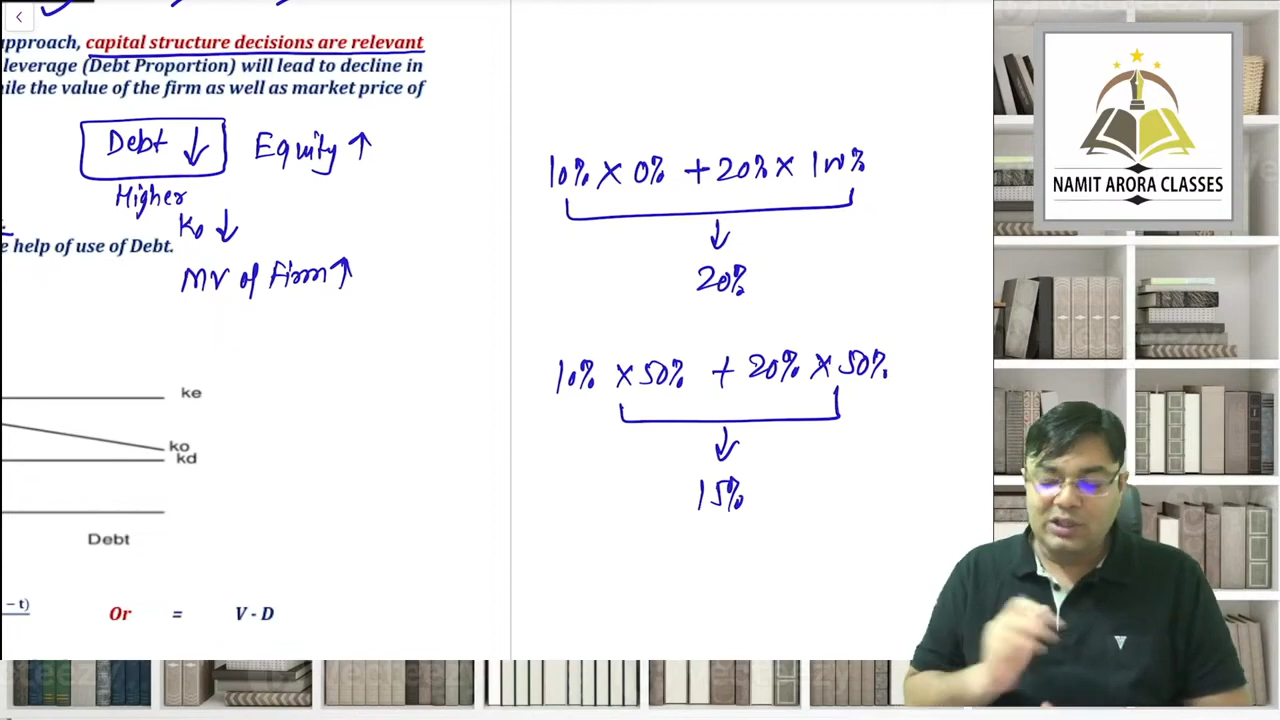 approach, capital structure decisions are relevant
leverage (Debt Proportion) will lead to decline in
ile the value of the firm as well as market price of
Debt ↓ Equity ↑
Higher
Ko ↓
e help of use of Debt.
MV of Firm ↑
ke
ko
kd
Debt
– t)
Or = V - D
10% × 0% + 20% × 100%
↓
20%
10% × 50% + 20% × 50%
↓
15%
NAMIT ARORA CLASSES